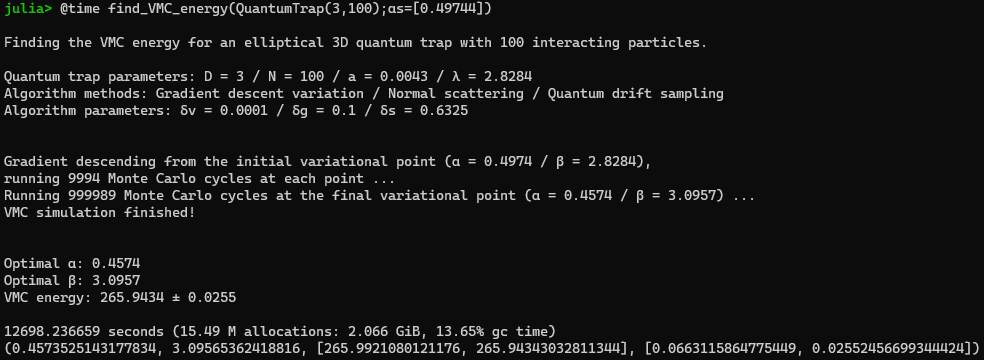 julia> @time find_VMC_energy(QuantumTrap(3,100);αs=[0.49744])
Finding the VMC energy for an elliptical 3D quantum trap with 100 interacting particles.
Quantum trap parameters: D = 3 / N = 100 / a = 0.0043 / λ = 2.8284
Algorithm methods: Gradient descent variation / Normal scattering / Quantum drift sampling
Algorithm parameters: δv = 0.0001 / δg = 0.1 / δs = 0.6325
Gradient descending from the initial variational point (α = 0.4974 / β = 2.8284),
running 9994 Monte Carlo cycles at each point ...
Running 999989 Monte Carlo cycles at the final variational point (α = 0.4574 / β = 3.0957) ...
VMC simulation finished!
Optimal α: 0.4574
Optimal β: 3.0957
VMC energy: 265.9434 ± 0.0255
12698.236659 seconds (15.49 M allocations: 2.066 GiB, 13.65% gc time)
(0.4573525143177834, 3.09565362418816, [265.9921080121176, 265.94343032811344], [0.0663115864775449, 0.02552456699344424])